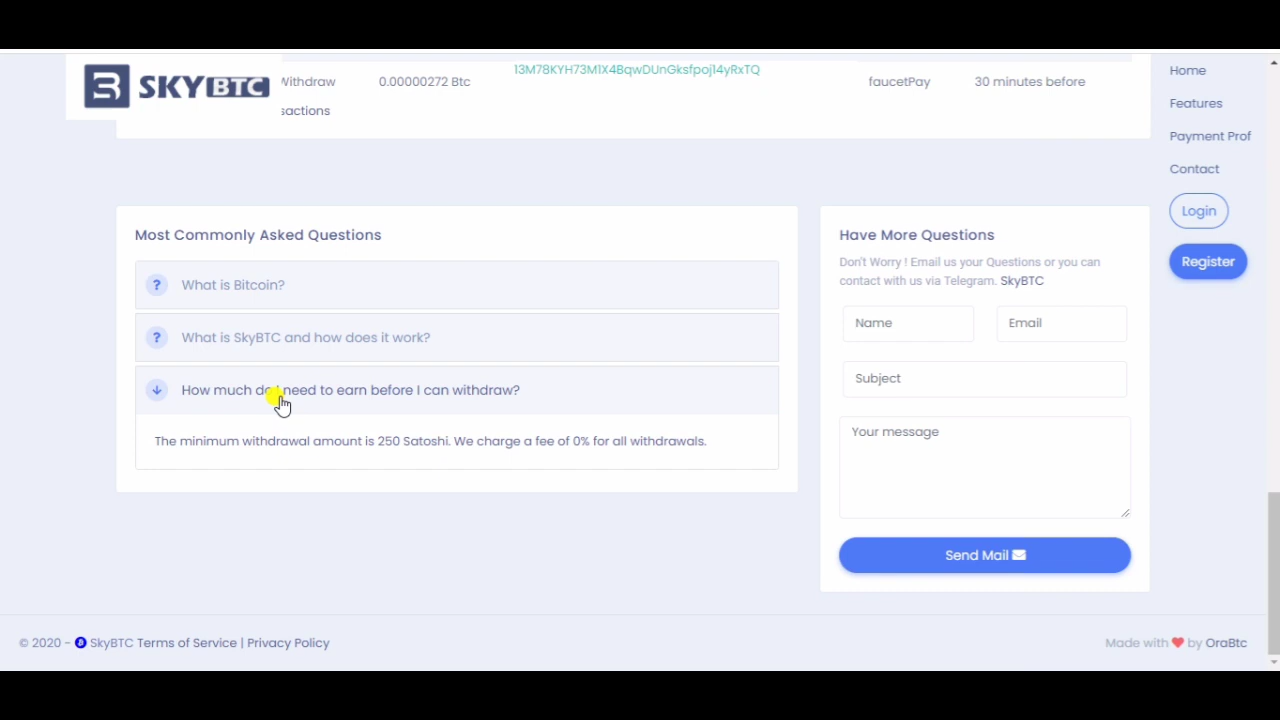 13M78KYH73M1X4BqwDUnGksfpoj14yRxTQ
SKYBTC
Withdraw
0.00000272 Btc
faucetPay
30 minutes before
sactions
Home
Features
Payment Prof
Contact
Login
Register
Most Commonly Asked Questions
? What is Bitcoin?
? What is SkyBTC and how does it work?
How much do I need to earn before I can withdraw?
The minimum withdrawal amount is 250 Satoshi. We charge a fee of 0% for all withdrawals.
Have More Questions
Don't Worry ! Email us your Questions or you can
contact with us via Telegram. SkyBTC
Name
Email
Subject
Your message
Send Mail
© 2020 - SkyBTC Terms of Service | Privacy Policy
Made with ❤ by OraBtc